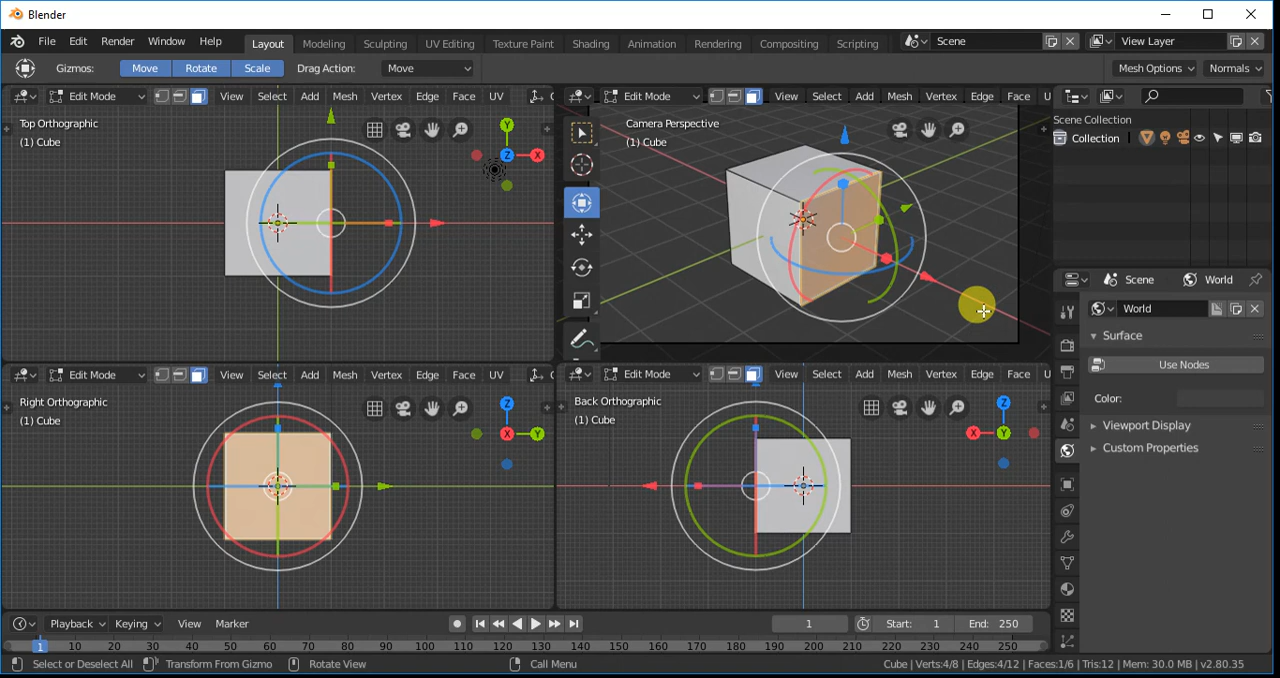 Blender
File Edit Render Window Help Layout Modeling Sculpting UV Editing Texture Paint Shading Animation Rendering Compositing Scripting Scene View Layer
Gizmos: Move Rotate Scale Drag Action: Move Mesh Options Normals
Edit Mode View Select Add Mesh Vertex Edge Face UV
Edit Mode View Select Add Mesh Vertex Edge Face U
Top Orthographic
(1) Cube
Y
Z
X
Camera Perspective
(1) Cube
Scene Collection
Collection
Scene World
World
Surface
Use Nodes
Color:
Viewport Display
Custom Properties
Edit Mode View Select Add Mesh Vertex Edge Face UV
Edit Mode View Select Add Mesh Vertex Edge Face U
Right Orthographic
(1) Cube
Z
X
Y
Back Orthographic
(1) Cube
Z
X
Y
Playback Keying View Marker 1 Start: 1 End: 250
1 10 20 30 40 50 60 70 80 90 100 110 120 130 140 150 160 170 180 190 200 210 220 230 240 250
Select or Deselect All Transform From Gizmo Rotate View Call Menu Cube | Verts:4/8 | Edges:4/12 | Faces:1/6 | Tris:12 | Mem: 30.0 MB | v2.80.35